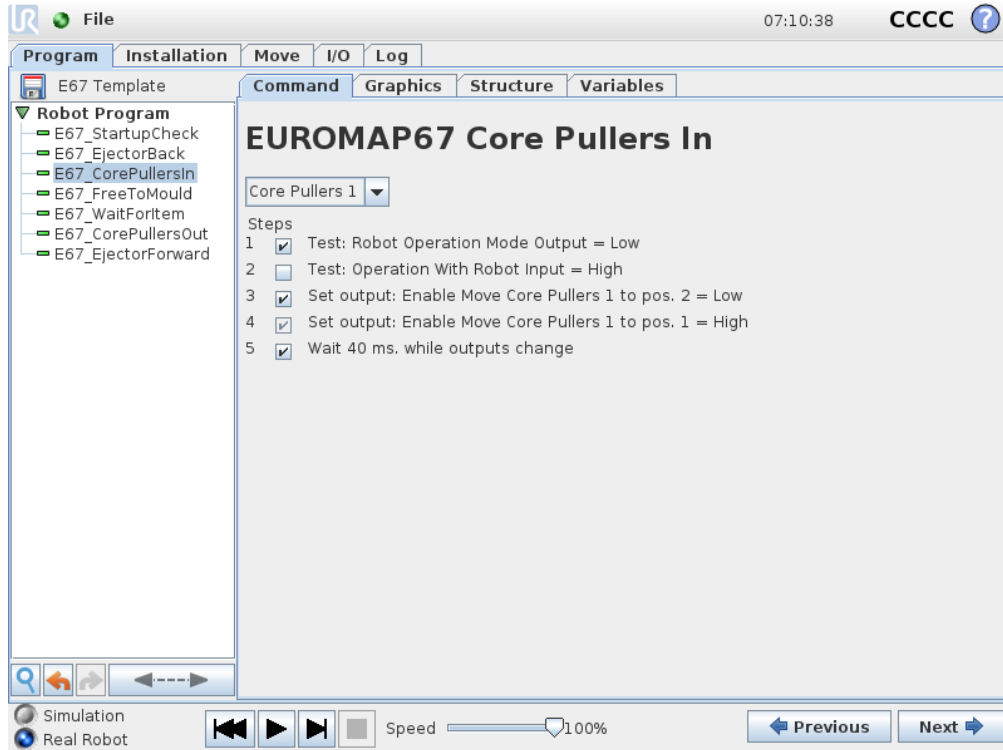 UR File 07:10:38 CCCC ?
Program Installation Move I/O Log
E67 Template Command Graphics Structure Variables
Robot Program
E67_StartupCheck
E67_EjectorBack
E67_CorePullersIn
E67_FreeToMould
E67_WaitForItem
E67_CorePullersOut
E67_EjectorForward
EUROMAP67 Core Pullers In
Core Pullers 1
Steps
1 Test: Robot Operation Mode Output = Low
2 Test: Operation With Robot Input = High
3 Set output: Enable Move Core Pullers 1 to pos. 2 = Low
4 Set output: Enable Move Core Pullers 1 to pos. 1 = High
5 Wait 40 ms. while outputs change
Simulation
Real Robot
Speed 100% Previous Next